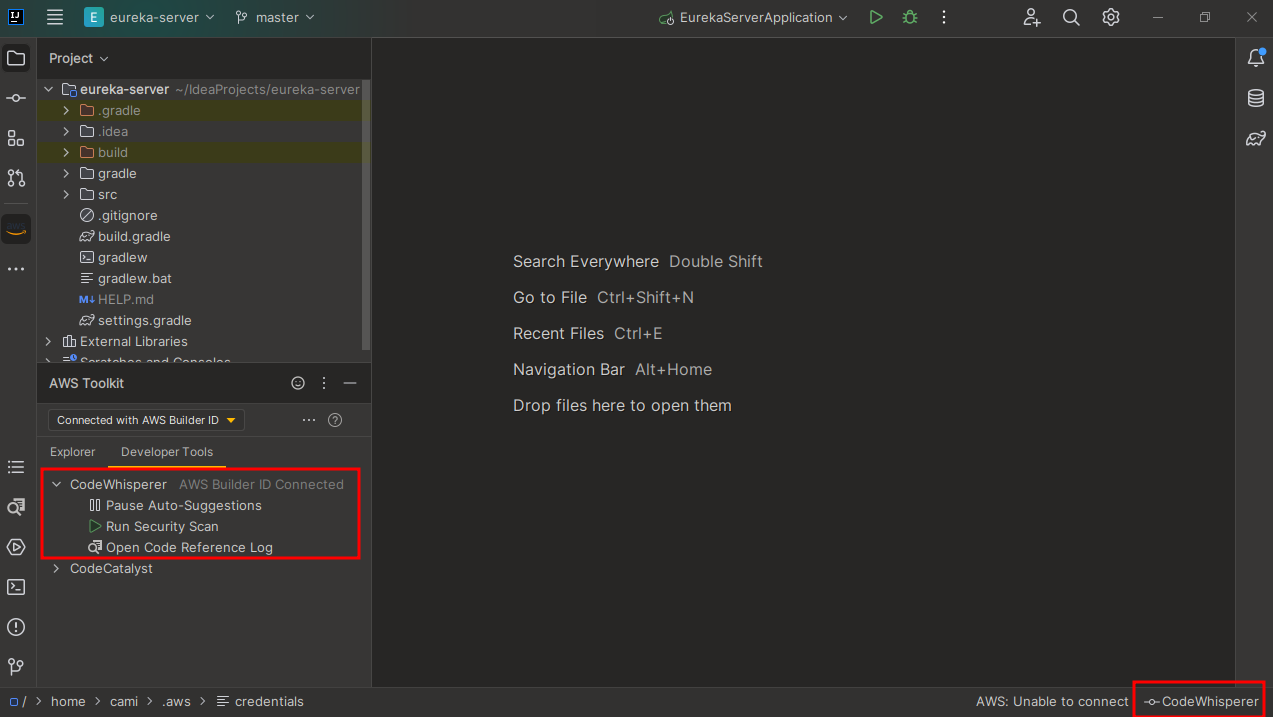 IJ
E eureka-server
master
EurekaServerApplication
Project
eureka-server ~/IdeaProjects/eureka-server
.gradle
.idea
build
gradle
src
.gitignore
build.gradle
gradlew
gradlew.bat
M↓ HELP.md
settings.gradle
External Libraries
Scratches and Consoles
Search Everywhere Double Shift
Go to File Ctrl+Shift+N
Recent Files Ctrl+E
Navigation Bar Alt+Home
Drop files here to open them
aws
AWS Toolkit
Connected with AWS Builder ID
Explorer Developer Tools
CodeWhisperer AWS Builder ID Connected
Pause Auto-Suggestions
Run Security Scan
Open Code Reference Log
CodeCatalyst
/ > home > cami > .aws > credentials
AWS: Unable to connect
CodeWhisperer